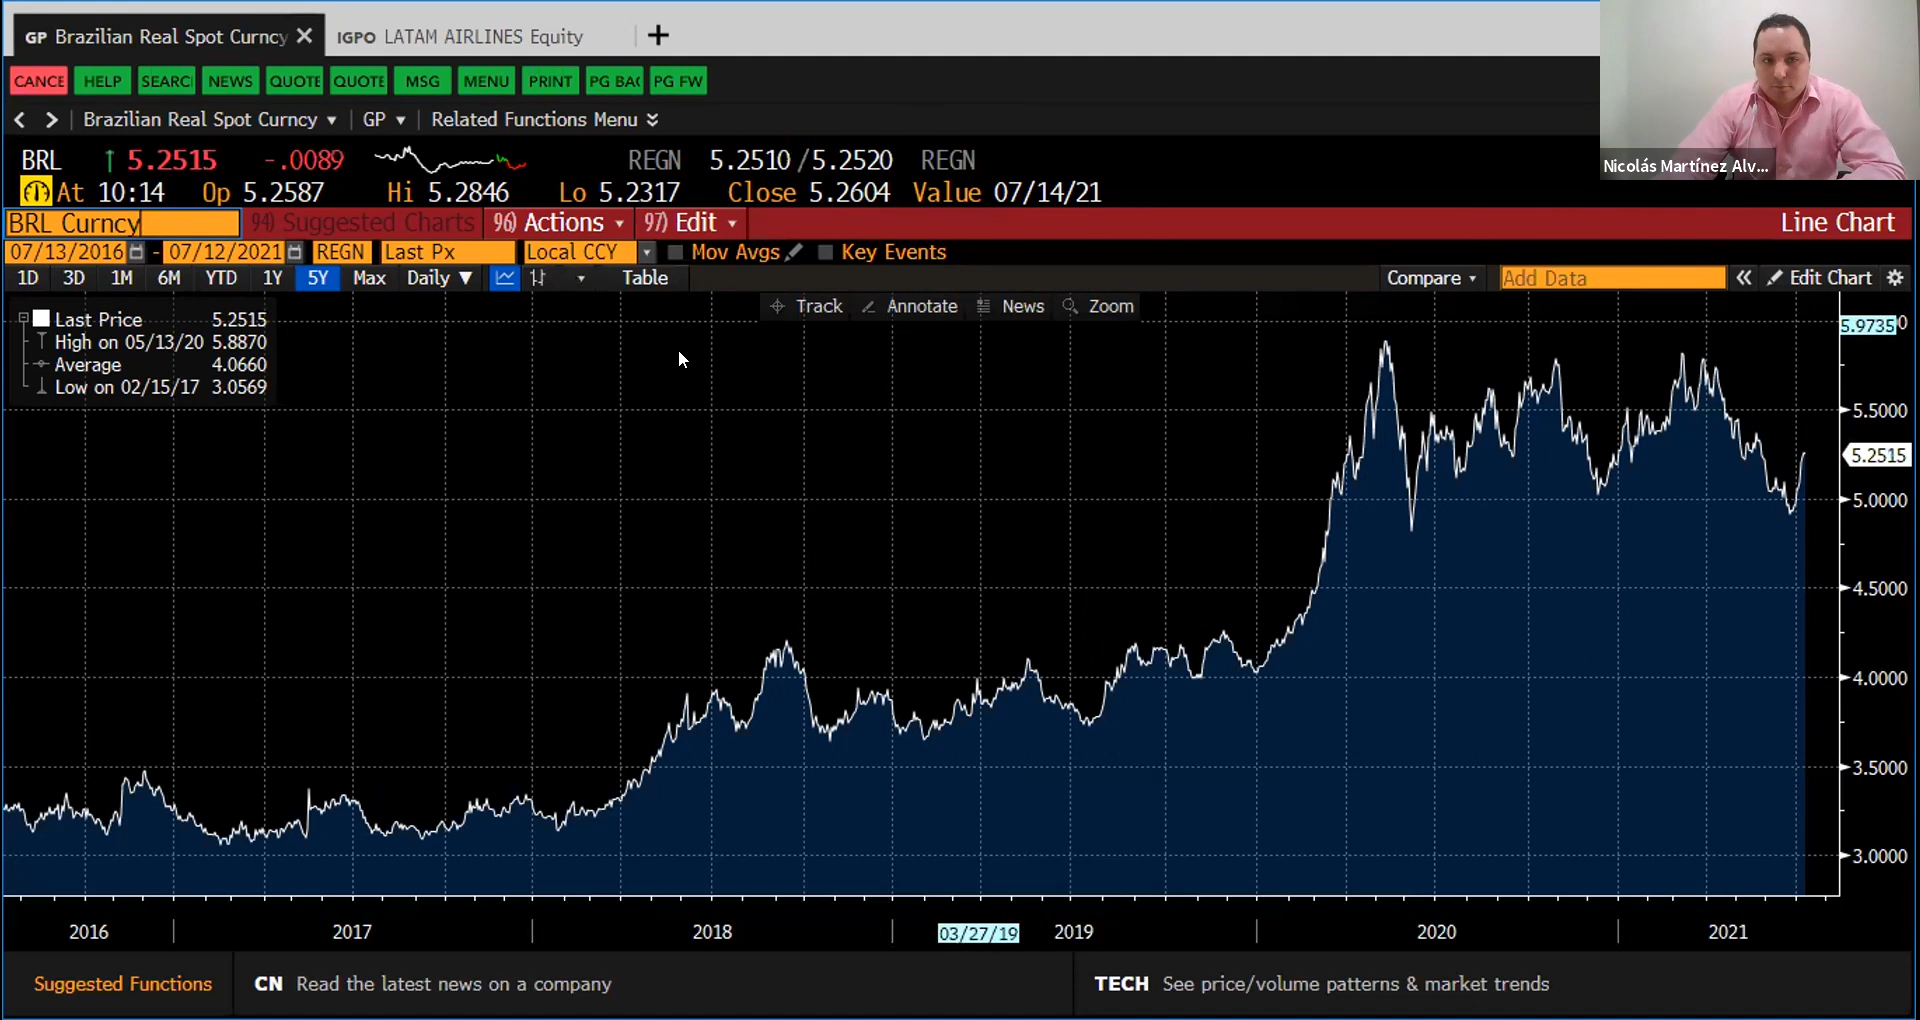 GP Brazilian Real Spot Curncy
IGPO LATAM AIRLINES Equity
CANCE HELP SEARCI NEWS QUOTE QUOTE MSG MENU PRINT PG BAC PG FW
Brazilian Real Spot Curncy GP Related Functions Menu
Nicolás Martínez Alv...
BRL ↑ 5.2515 -.0089 REGN 5.2510 / 5.2520 REGN
At 10:14 Op 5.2587 Hi 5.2846 Lo 5.2317 Close 5.2604 Value 07/14/21
BRL Curncy 94) Suggested Charts 96) Actions 97) Edit Line Chart
07/13/2016 - 07/12/2021 REGN Last Px Local CCY Mov Avgs Key Events
1D 3D 1M 6M YTD 1Y 5Y Max Daily ▼ Table Compare Add Data « Edit Chart
Track Annotate News Zoom
Last Price 5.2515
High on 05/13/20 5.8870
Average 4.0660
Low on 02/15/17 3.0569
5.9735 0
5.5000
5.2515
5.0000
4.5000
4.0000
3.5000
3.0000
2016 2017 2018 03/27/19 2019 2020 2021
Suggested Functions CN Read the latest news on a company TECH See price/volume patterns & market trends